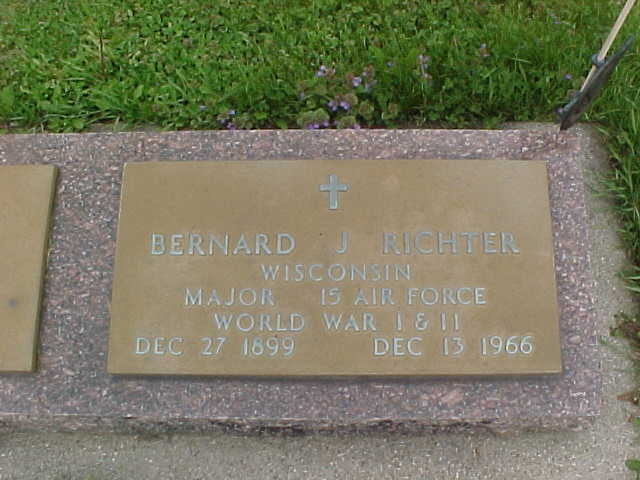 BERNARD J RICHTER
WISCONSIN
MAJOR 15 AIR FORCE
WORLD WAR I & II
DEC 27 1899 DEC 13 1966